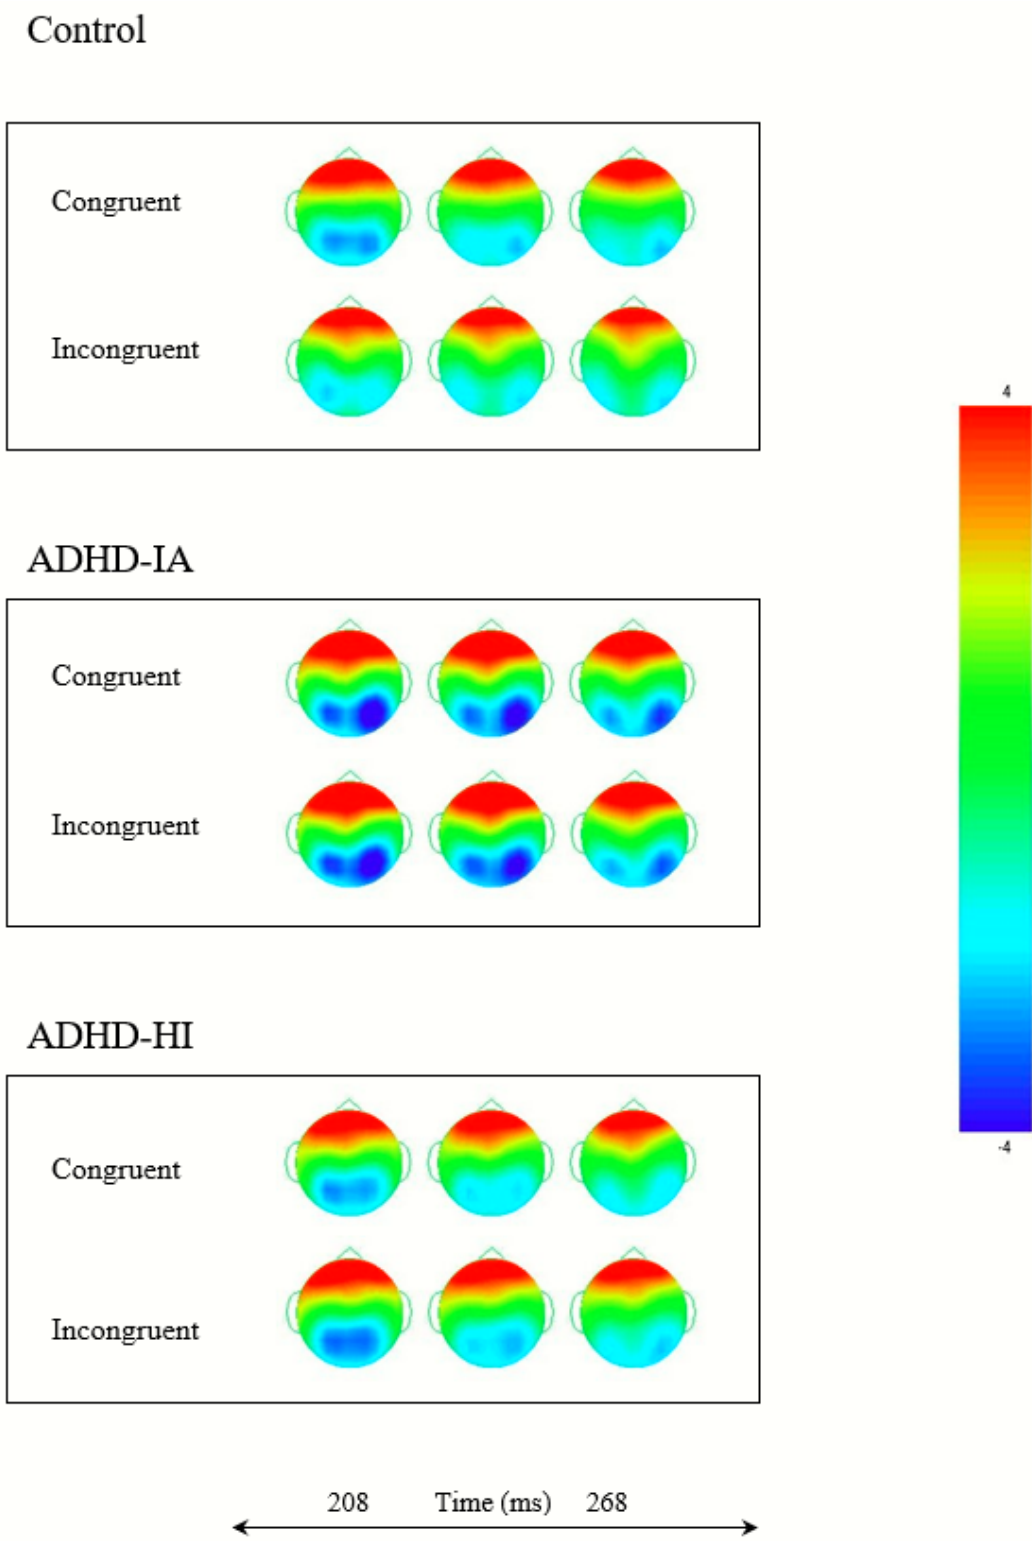 Control
Congruent
Incongruent
4
ADHD-IA
Congruent
Incongruent
ADHD-HI
-4
Congruent
Incongruent
208 Time (ms) 268